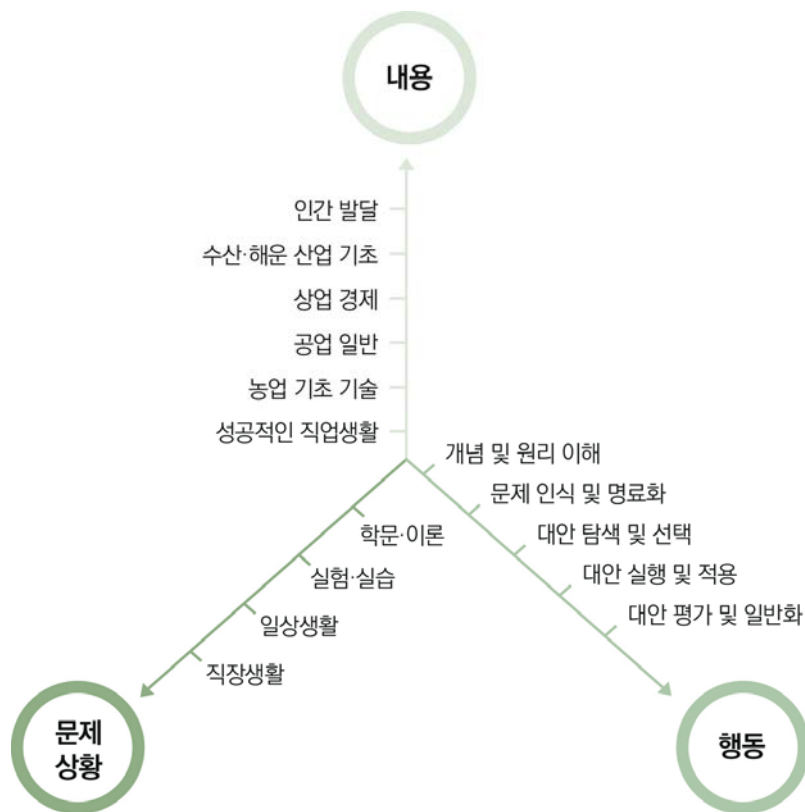 내용
인간 발달
수산·해운 산업 기초
상업 경제
공업 일반
농업 기초 기술
성공적인 직업생활
개념 및 원리 이해
문제 인식 및 명료화
대안 탐색 및 선택
대안 실행 및 적용
대안 평가 및 일반화
학문·이론
실험·실습
일상생활
직장생활
문제
상황
행동